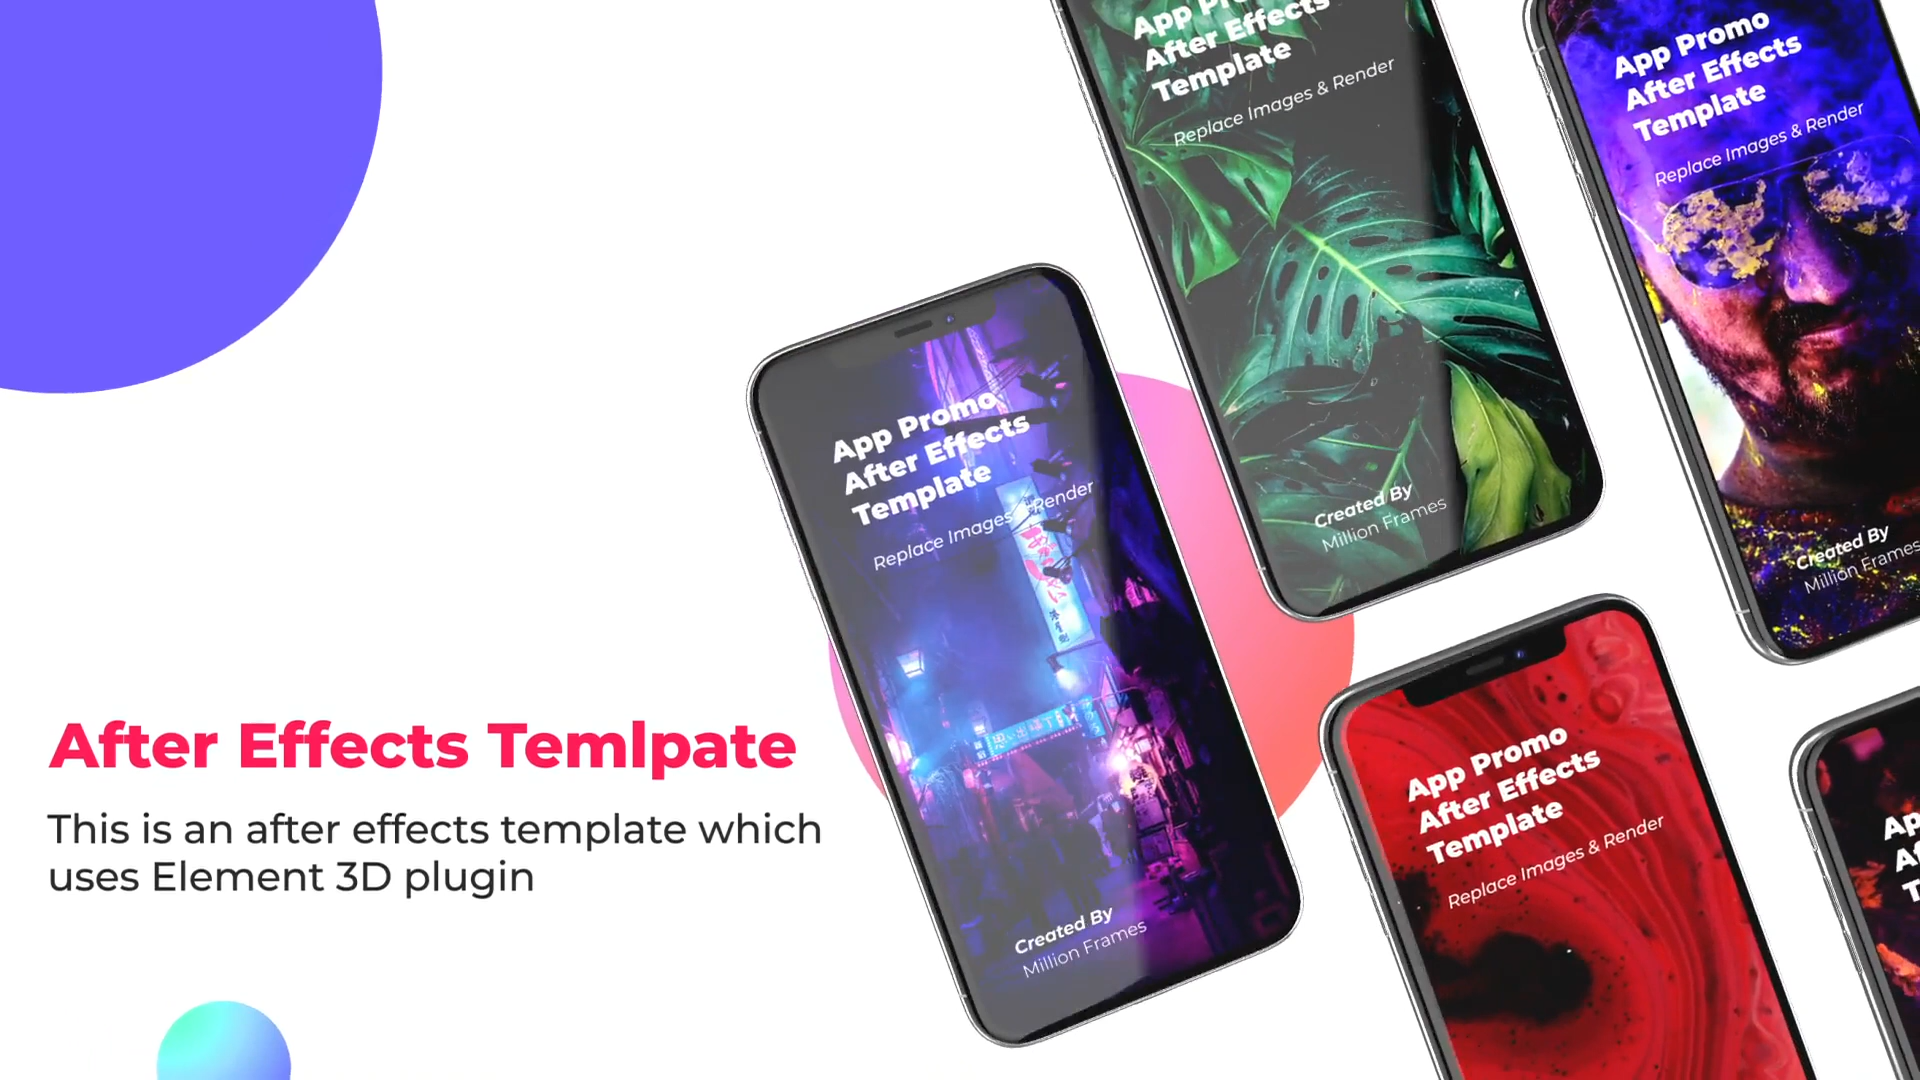 After Effects Temlpate
This is an after effects template which
uses Element 3D plugin
App Promo
After Effects
Template
Replace Images & Render
Created By
Million Frames
App Promo
After Effects
Template
Replace Images & Render
Created By
Million Frames
App Promo
After Effects
Template
Replace Images & Render
Created By
Million Frames
App Promo
After Effects
Template
Replace Images & Render